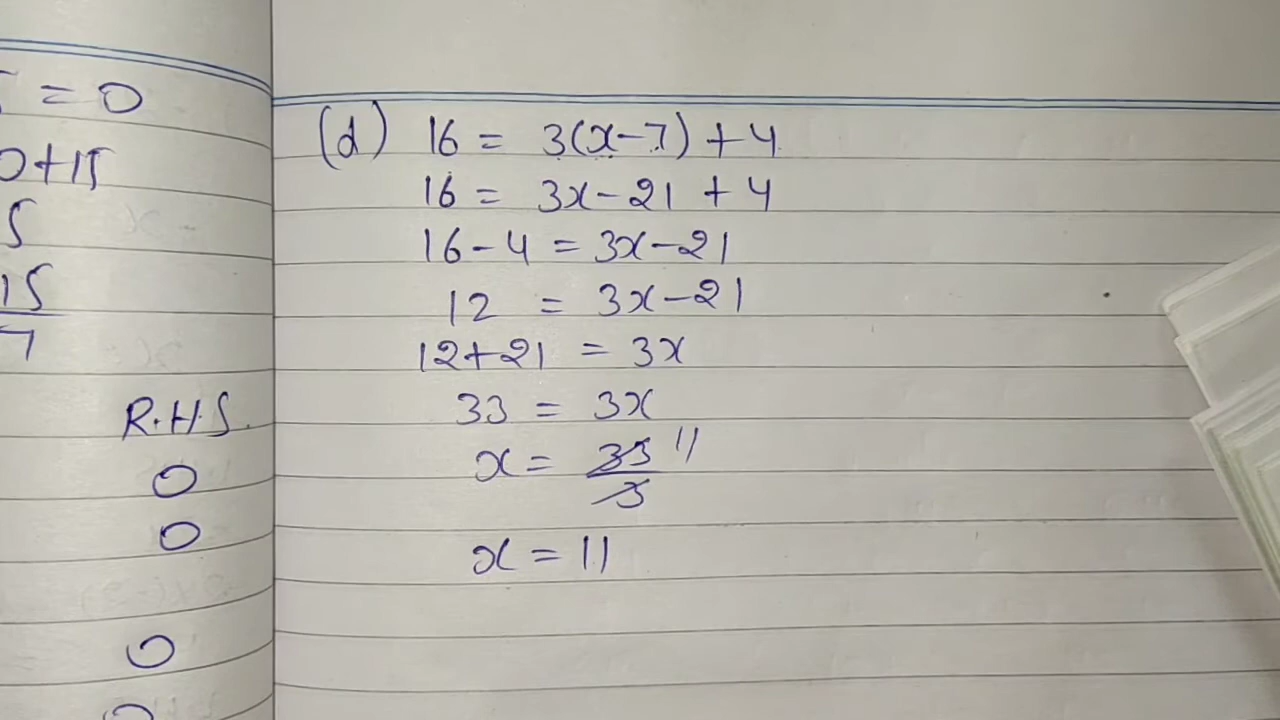 = 0
0+15
5
15
7
R.H.S.
0
0
0
(d) 16 = 3(x-7) + 4
16 = 3x-21 + 4
16-4 = 3x-21
12 = 3x-21
12+21 = 3x
33 = 3x
x = 33/3 11
x = 11